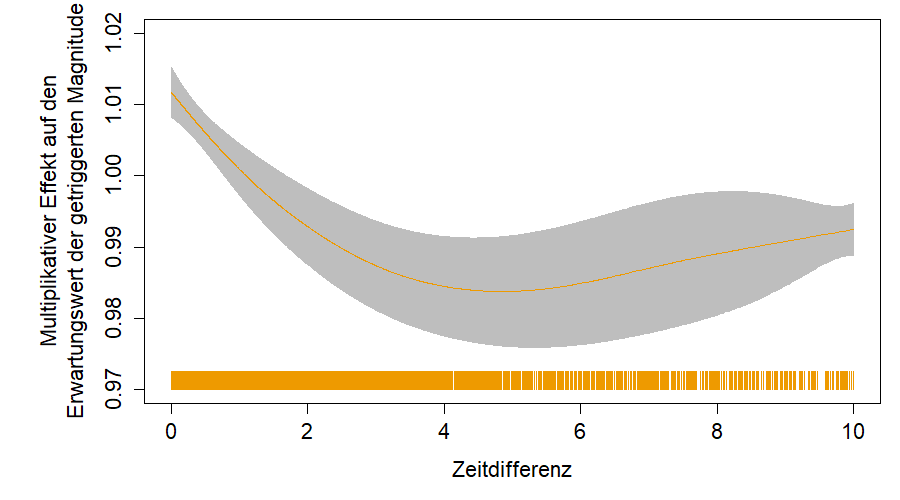 Multiplikativer Effekt auf den
Erwartungswert der getriggerten Magnitude
1.02
1.01
1.00
0.99
0.98
0.97
0 2 4 6 8 10
Zeitdifferenz